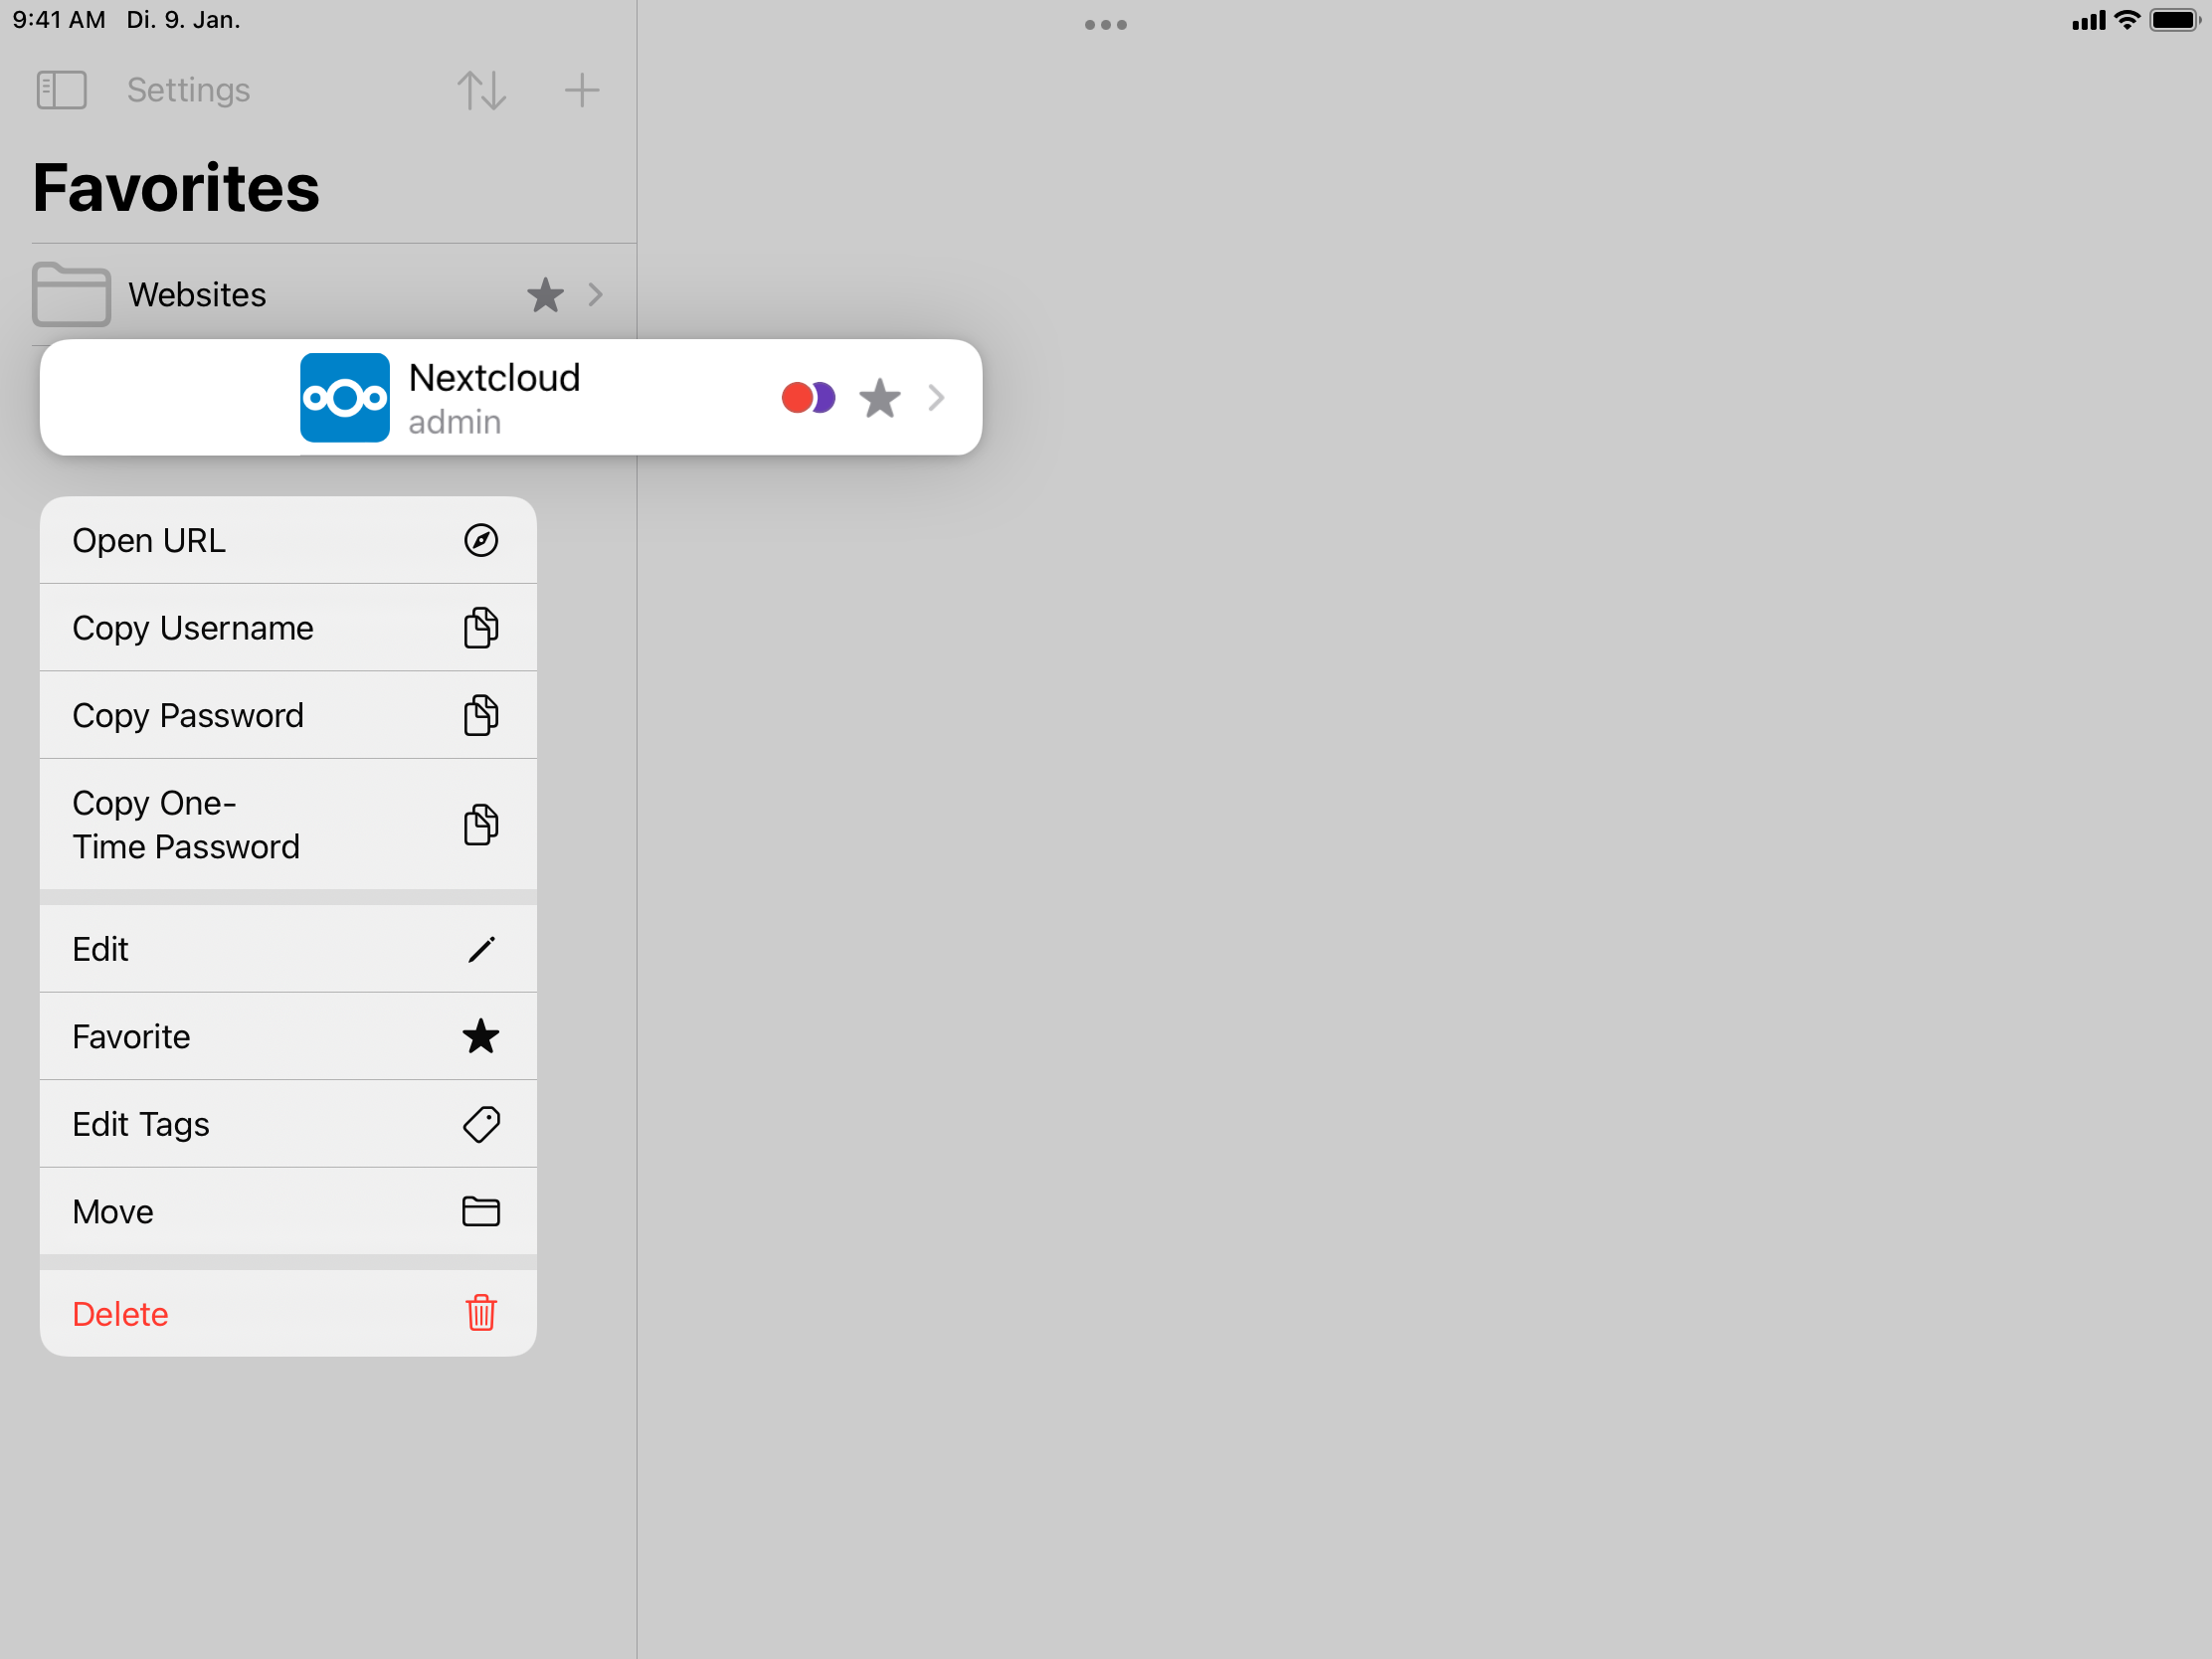 9:41 AM Di. 9. Jan.
Settings
Favorites
Websites
Nextcloud
admin
Open URL
Copy Username
Copy Password
Copy One-
Time Password
Edit
Favorite
Edit Tags
Move
Delete